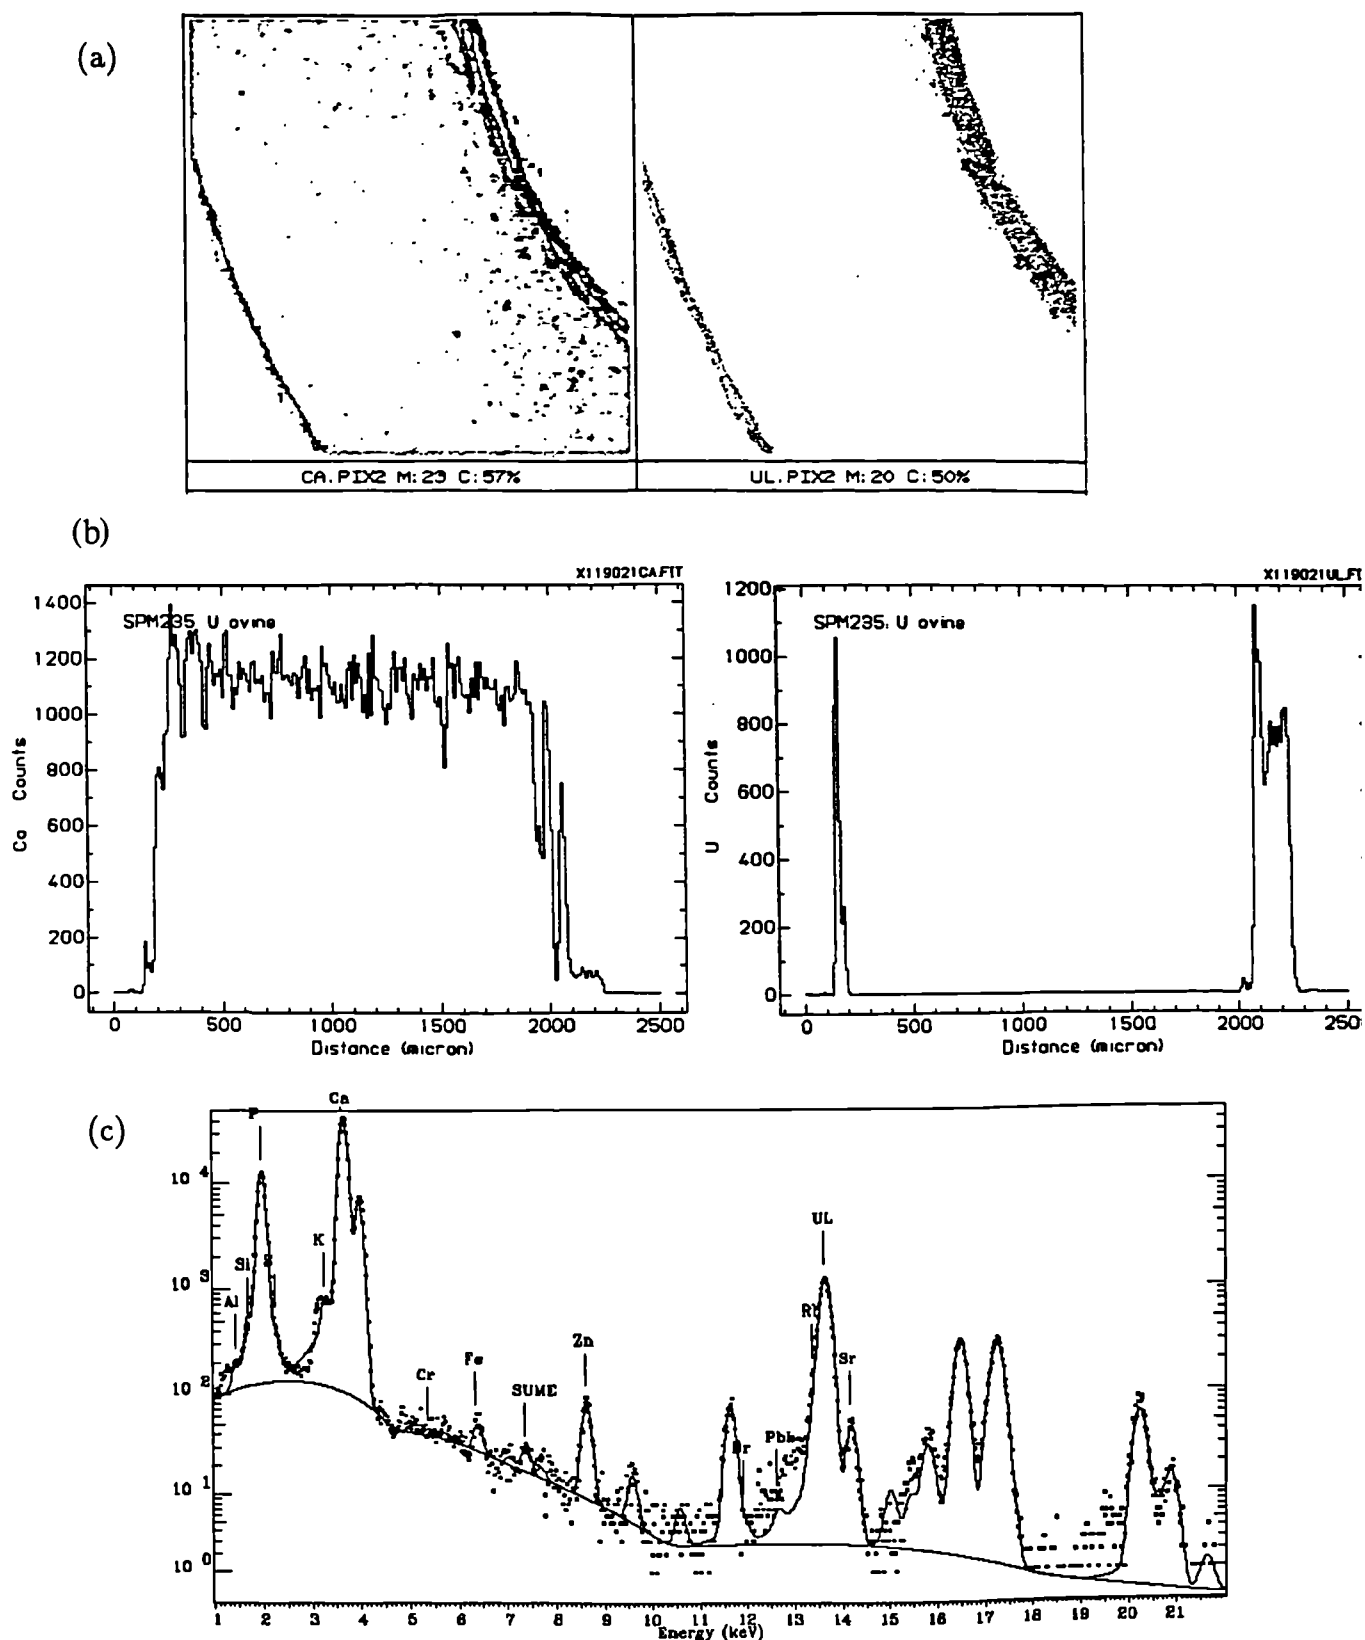 (a)
CA.PIX2 M:23 C:57%
UL.PIX2 M:20 C:50%
(b)
X119021CA.FIT
SPM235, U ovine
1400
1200
1000
800
600
400
200
0
Ca Counts
0 500 1000 1500 2000 2500
Distance (micron)
X119021UL.FI
SPM235, U ovine
1200
1000
800
600
400
200
0
U Counts
0 500 1000 1500 2000 250
Distance (micron)
(c)
Ca
P
K
Si
Al
Cr
Fe
SUME
Zn
Br
UL
Sr
10 4
10 3
10 2
10 1
10 0
1 2 3 4 5 6 7 8 9 10 11 12 13 14 15 16 17 18 19 20 21
Energy (keV)